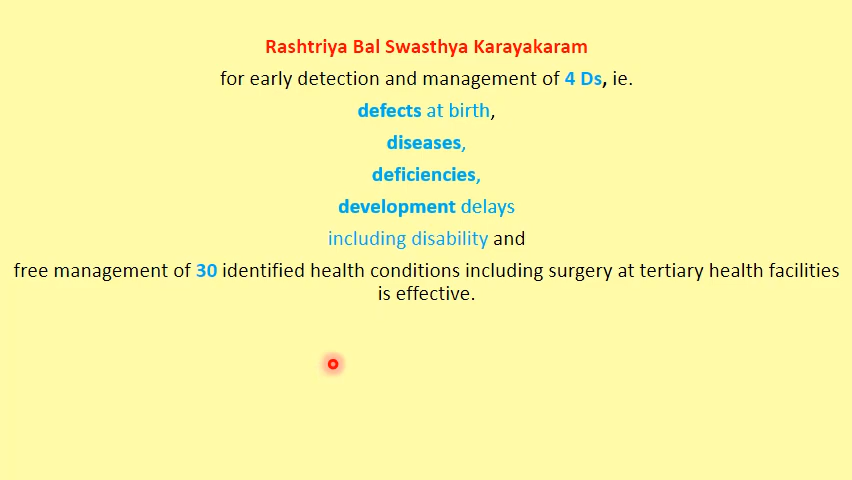 Rashtriya Bal Swasthya Karayakaram
for early detection and management of 4 Ds, ie.
defects at birth,
diseases,
deficiencies,
development delays
including disability and
free management of 30 identified health conditions including surgery at tertiary health facilities
is effective.